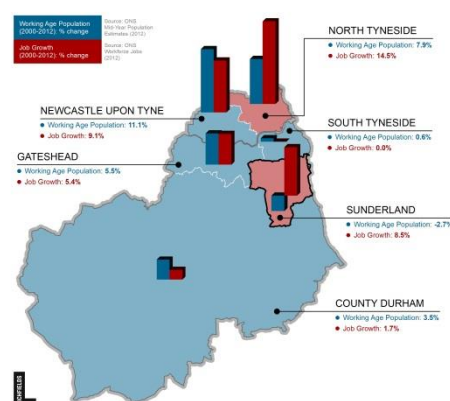 Working Age Population
(2000-2012): % change
Source: ONS
Mid-Year Population
Estimates (2012)
Job Growth
(2000-2012): % change
Source: ONS
Workforce Jobs
(2012)
NORTH TYNESIDE
Working Age Population: 7.9%
Job Growth: 14.5%
NEWCASTLE UPON TYNE
Working Age Population: 11.1%
Job Growth: 9.1%
SOUTH TYNESIDE
Working Age Population: 0.6%
Job Growth: 0.0%
GATESHEAD
Working Age Population: 5.5%
Job Growth: 5.4%
SUNDERLAND
Working Age Population: -2.7%
Job Growth: 8.5%
COUNTY DURHAM
Working Age Population: 3.5%
Job Growth: 1.7%